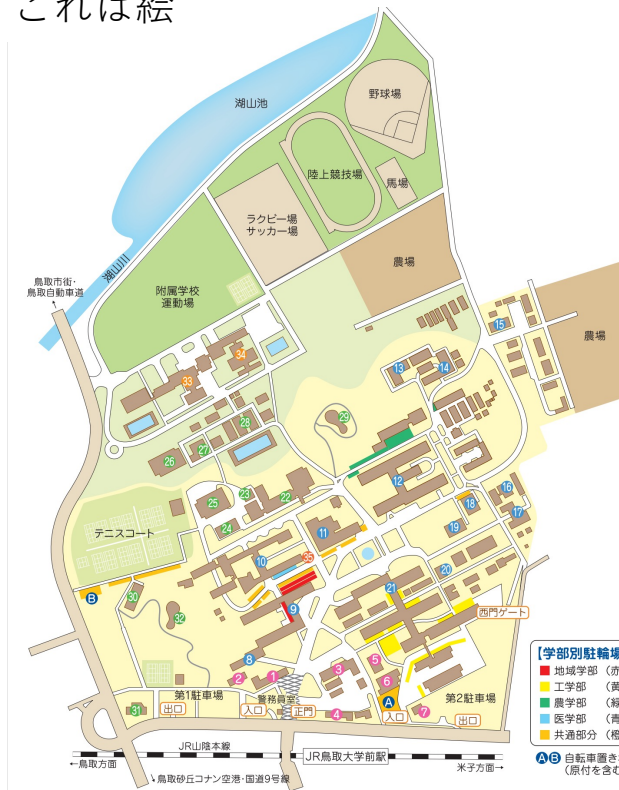 これは絵
湖山池
野球場
陸上競技場
馬場
ラグビー場
サッカー場
農場
湖山川
鳥取市街・
鳥取自動車道
附属学校
運動場
農場
15
34
33
13
14
29
28
27
26
12
16
18
17
23
22
25
24
19
テニスコート
11
10
35
20
21
B
30
9
32
西門ゲート
8
5
3
1
2
6
【学部別駐輪場
地域学部 (赤
工学部 (黄
農学部 (緑
医学部 (青
共通部分 (橙
第1駐車場
警務員室
A
第2駐車場
31
出口
入口
正門
4
入口
7
出口
AB 自転車置き
(原付を含む
JR山陰本線
JR鳥取大学前駅
←鳥取方面
米子方面→
↘鳥取砂丘コナン空港・国道9号線